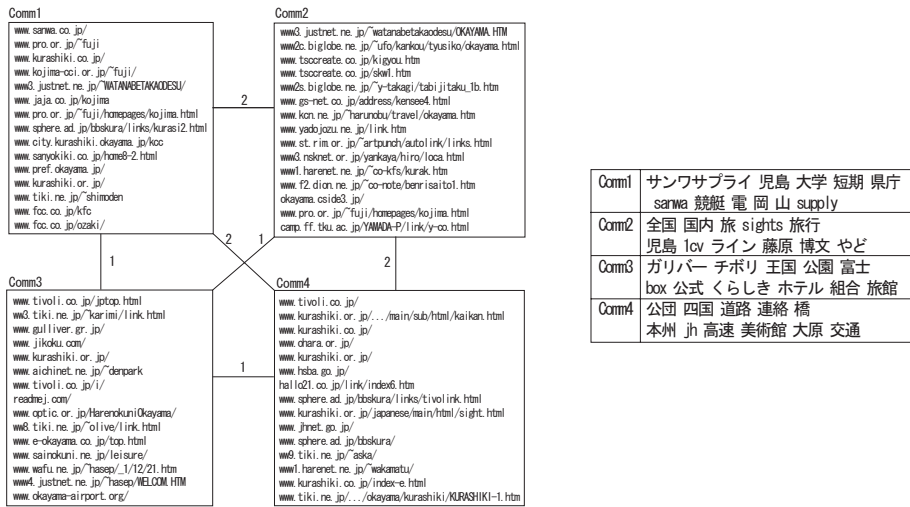 Comm1
www.sanwa.co.jp/
www.pro.or.jp/~fuji
www.kurashiki.co.jp/
www.kojima-cci.or.jp/~fuji/
www3.justnet.ne.jp/~WATANABETAKAODESU/
www.jaja.co.jp/kojima
www.pro.or.jp/~fuji/homepages/kojima.html
www.sphere.ad.jp/bbskura/links/kurasi2.html
www.city.kurashiki.okayama.jp/kcc
www.sanyokiki.co.jp/home8-2.html
www.pref.okayama.jp/
www.kurashiki.or.jp/
www.tiki.ne.jp/~shimoden
www.fcc.co.jp/kfc
www.fcc.co.jp/ozaki/
Comm2
www3.justnet.ne.jp/~watanabetakaodesu/OKAYAMA.HTM
www2c.biglobe.ne.jp/~ufo/kankou/tyusiko/okayama.html
www.tsccreate.co.jp/kigyou.htm
www.tsccreate.co.jp/skw1.htm
www2s.biglobe.ne.jp/~y-takagi/tabijitaku_1b.htm
www.gs-net.co.jp/address/kensee4.html
www.kcn.ne.jp/~harunobu/travel/okayama.htm
www.yadojozu.ne.jp/link.htm
www.st.rim.or.jp/~artpunch/autolink/links.html
www3.nsknet.or.jp/yankaya/hiro/loca.html
www1.harenet.ne.jp/~co-kfs/kurak.htm
www.f2.dion.ne.jp/~co-note/benrisaito1.htm
okayama.cside3.jp/
www.pro.or.jp/~fuji/homepages/kojima.html
camp.ff.tku.ac.jp/YAMADA-P/link/y-co.html
2
1
2
1
2
1
Comm3
www.tivoli.co.jp/jptop.html
ww3.tiki.ne.jp/~karimi/link.html
www.gulliver.gr.jp/
www.jikoku.com/
www.kurashiki.or.jp/
www.aichinet.ne.jp/~denpark
www.tivoli.co.jp/i/
readmej.com/
www.optic.or.jp/HarenokuniOkayama/
ww8.tiki.ne.jp/~olive/link.html
www.e-okayama.co.jp/top.html
www.sainokuni.ne.jp/leisure/
www.wafu.ne.jp/~hasep/_1/12/21.htm
www4.justnet.ne.jp/~hasep/WELCOM.HTM
www.okayama-airport.org/
Comm4
www.tivoli.co.jp/
www.kurashiki.or.jp/.../main/sub/html/kaikan.html
www.kurashiki.co.jp/
www.ohara.or.jp/
www.kurashiki.or.jp/
www.hsba.go.jp/
hallo21.co.jp/link/index6.htm
www.sphere.ad.jp/bbskura/links/tivolink.html
www.kurashiki.or.jp/japanese/main/html/sight.html
www.jhnet.go.jp/
www.sphere.ad.jp/bbskura/
ww9.tiki.ne.jp/~aska/
www1.harenet.ne.jp/~wakamatu/
www.kurashiki.co.jp/index-e.html
www.tiki.ne.jp/.../okayama/kurashiki/KURASHIKI-1.htm
Comm1 サンワサプライ 児島 大学 短期 県庁
sanwa 競艇 電 岡 山 supply
Comm2 全国 国内 旅 sights 旅行
児島 1cv ライン 藤原 博文 やど
Comm3 ガリバー チボリ 王国 公園 富士
box 公式 くらしき ホテル 組合 旅館
Comm4 公団 四国 道路 連絡 橋
本州 jh 高速 美術館 大原 交通